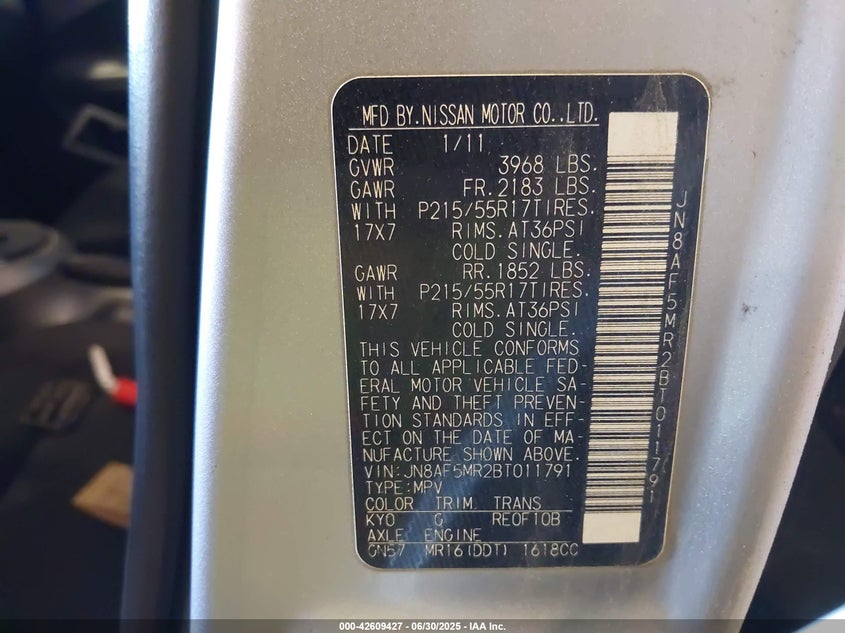 MFD BY.NISSAN MOTOR CO.,LTD.
DATE 1/11
GVWR 3968 LBS.
GAWR FR.2183 LBS.
WITH P215/55R17TIRES.
17X7 RIMS.AT36PSI
COLD SINGLE.
GAWR RR.1852 LBS.
WITH P215/55R17TIRES.
17X7 RIMS.AT36PSI
COLD SINGLE.
THIS VEHICLE CONFORMS
TO ALL APPLICABLE FED-
ERAL MOTOR VEHICLE SA-
FETY AND THEFT PREVEN-
TION STANDARDS IN EFF-
ECT ON THE DATE OF MA-
NUFACTURE SHOWN ABOVE.
VIN:JN8AF5MR2BT011791
TYPE:MPV
COLOR TRIM TRANS
KY0 G RE0F10B
AXLE ENGINE
GN57 MR16(DDT) 1618CC
JN8AF5MR2BT011791
000-42609427 - 06/30/2025 - IAA Inc.